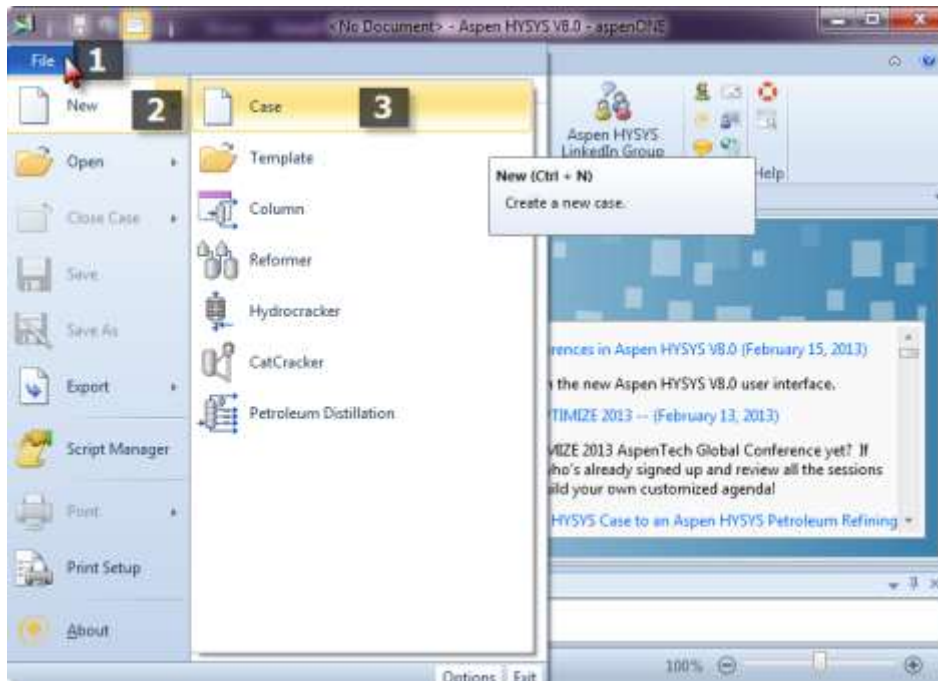 <No Document> - Aspen HYSYS V8.0 - aspenONE
File
1
New
2
Open
Close Case
Save
Save As
Export
Script Manager
Print
Print Setup
About
Case
3
Template
Column
Reformer
Hydrocracker
CatCracker
Petroleum Distillation
Options
Exit
Aspen HYSYS
LinkedIn Group
Help
New (Ctrl + N)
Create a new case.
rences in Aspen HYSYS V8.0 (February 15, 2013)
the new Aspen HYSYS V8.0 user interface.
TIMIZE 2013 -- (February 13, 2013)
MIZE 2013 AspenTech Global Conference yet? If
who's already signed up and review all the sessions
ild your own customized agenda!
HYSYS Case to an Aspen HYSYS Petroleum Refining
100%